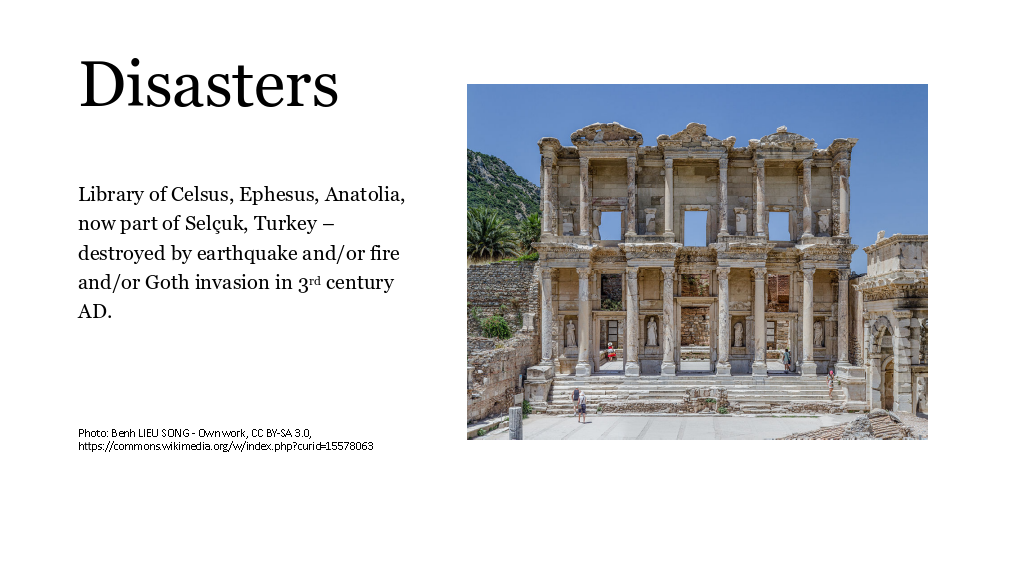 Disasters
Library of Celsus, Ephesus, Anatolia,
now part of Selçuk, Turkey –
destroyed by earthquake and/or fire
and/or Goth invasion in 3rd century
AD.
Photo: Benh LIEU SONG - Own work, CC BY-SA 3.0,
https://commons.wikimedia.org/w/index.php?curid=15578063